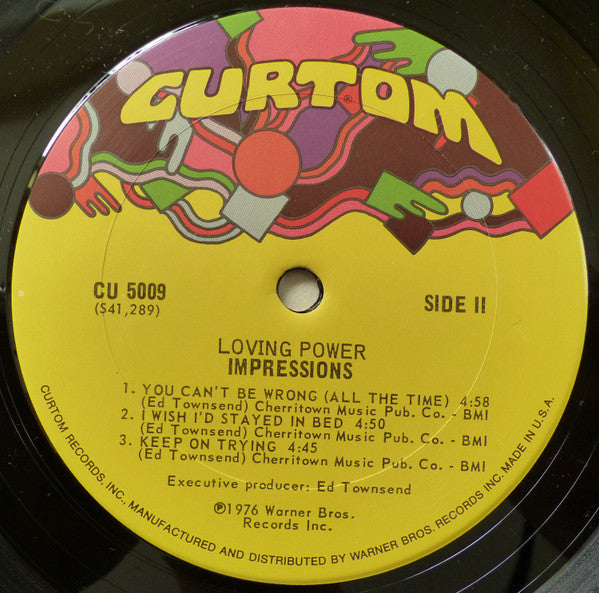 CURTOM
®
CU 5009
(S41,289)
SIDE II
LOVING POWER
IMPRESSIONS
1. YOU CAN'T BE WRONG (ALL THE TIME) 4:58
(Ed Townsend) Cherritown Music Pub. Co. - BMI
2. I WISH I'D STAYED IN BED 4:50
(Ed Townsend) Cherritown Music Pub. Co. - BMI
3. KEEP ON TRYING 4:45
(Ed Townsend) Cherritown Music Pub. Co. - BMI
Executive producer: Ed Townsend
℗1976 Warner Bros.
Records Inc.
CURTOM RECORDS, INC., MANUFACTURED AND DISTRIBUTED BY WARNER BROS. RECORDS INC. MADE IN U.S.A.